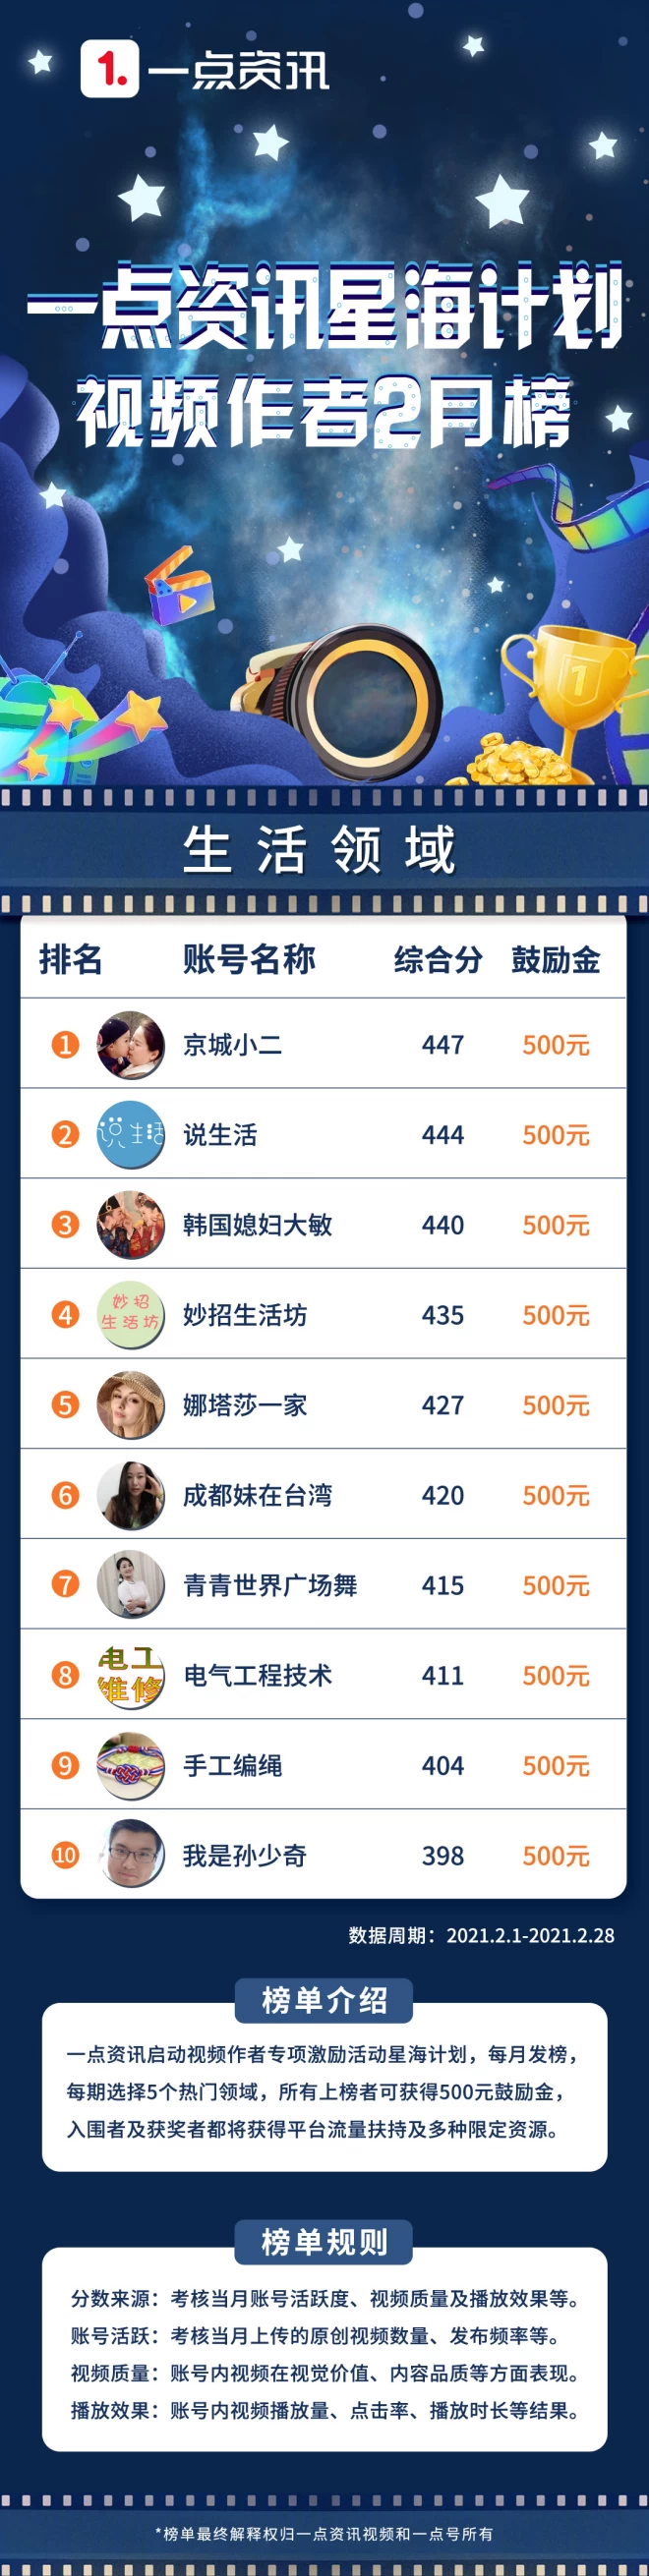 1. 一点资讯
一点资讯星海计划
视频作者2月榜
1
生活领域
排名 账号名称 综合分 鼓励金
1 京城小二 447 500元
2 说生活 说生活 444 500元
3 韩国媳妇大敏 440 500元
妙招
4 妙招生活坊 435 500元
生活坊
5 娜塔莎一家 427 500元
6 成都妹在台湾 420 500元
7 青青世界广场舞 415 500元
电工
8 电气工程技术 411 500元
维修
9 手工编绳 404 500元
10 我是孙少奇 398 500元
数据周期：2021.2.1-2021.2.28
榜单介绍
一点资讯启动视频作者专项激励活动星海计划，每月发榜，
每期选择5个热门领域，所有上榜者可获得500元鼓励金，
入围者及获奖者都将获得平台流量扶持及多种限定资源。
榜单规则
分数来源：考核当月账号活跃度、视频质量及播放效果等。
账号活跃：考核当月上传的原创视频数量、发布频率等。
视频质量：账号内视频在视觉价值、内容品质等方面表现。
播放效果：账号内视频播放量、点击率、播放时长等结果。
*榜单最终解释权归一点资讯视频和一点号所有